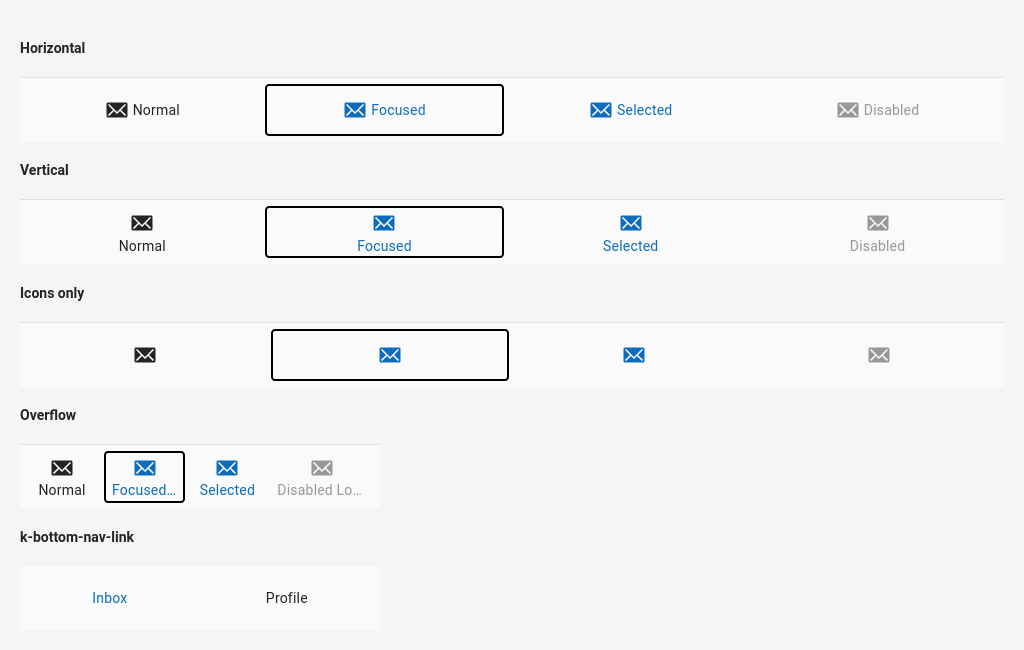 Horizontal
Normal Focused Selected Disabled
Vertical
Normal Focused Selected Disabled
Icons only
Overflow
Normal Focused… Selected Disabled Lo…
k-bottom-nav-link
Inbox Profile